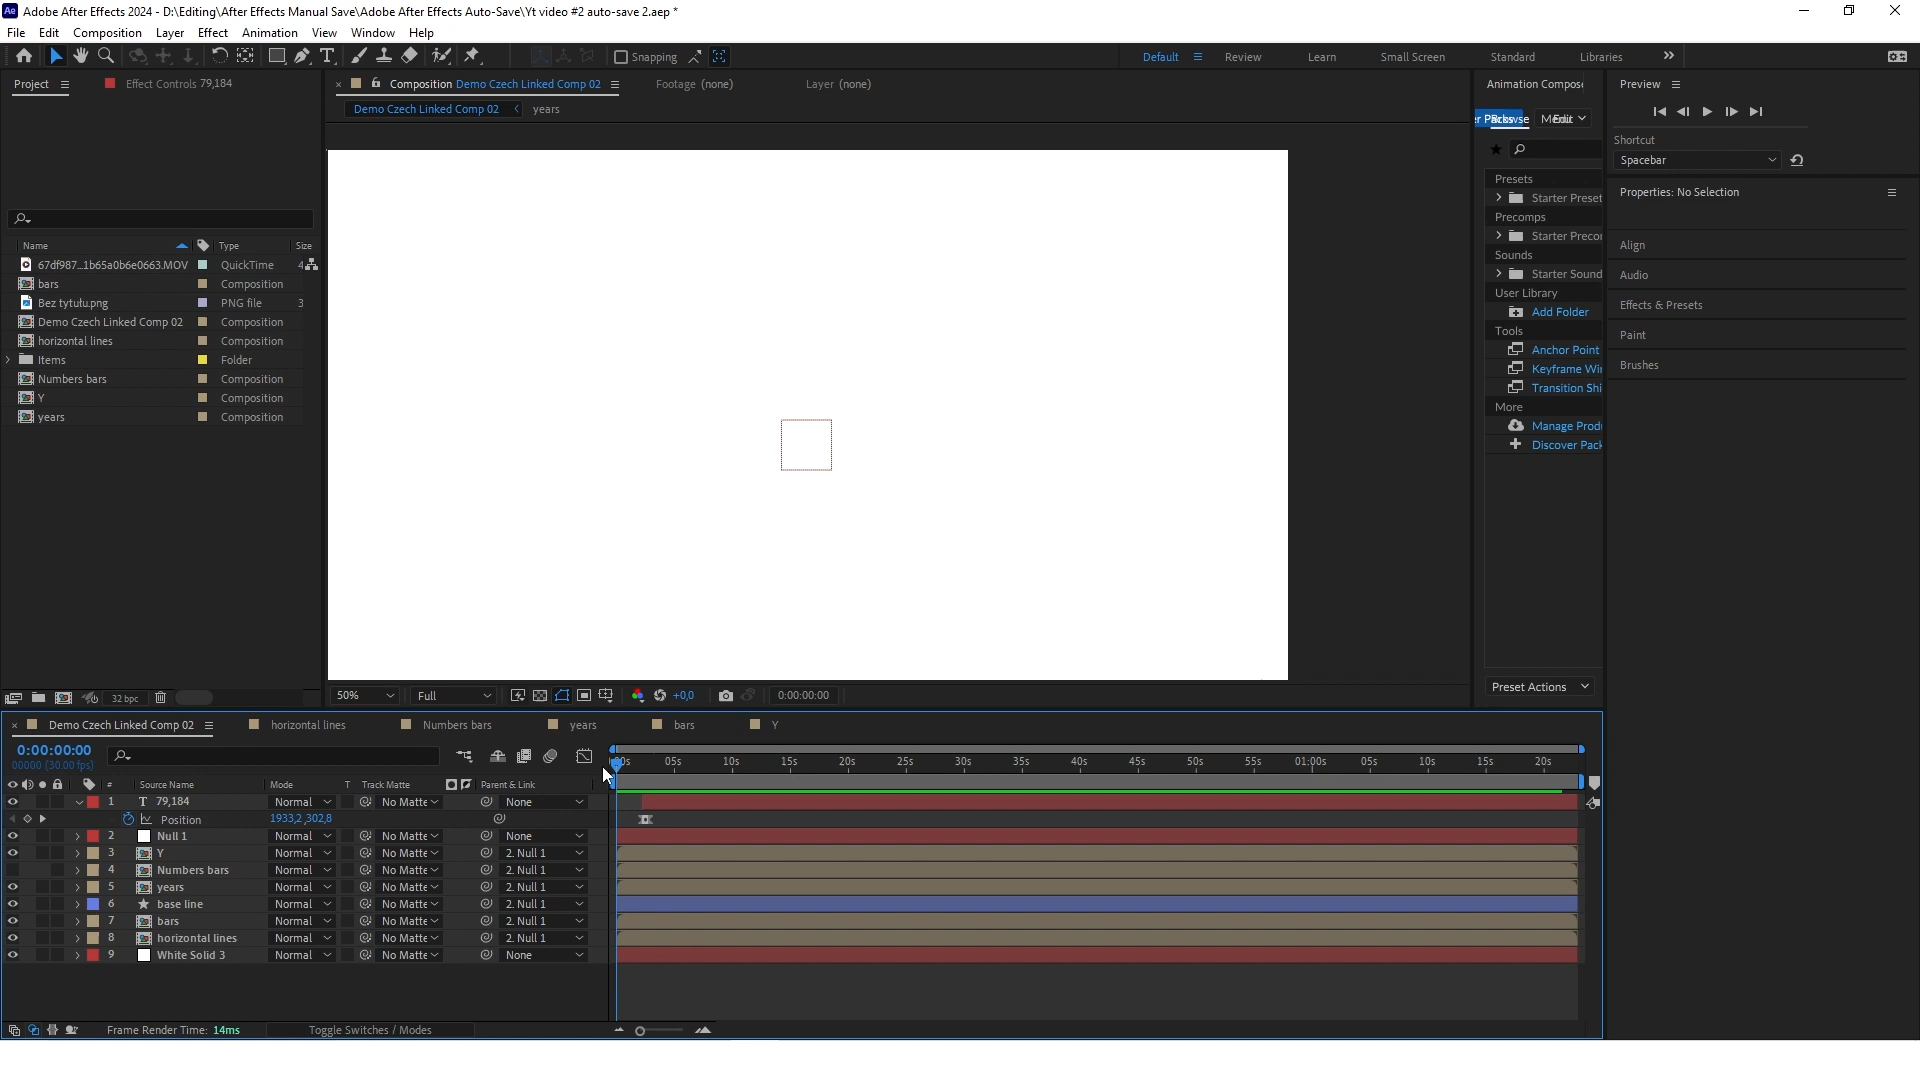 Adobe After Effects 2024 - D:\Editing\After Effects Manual Save\Adobe After Effects Auto-Save\Yt video #2 auto-save 2.aep *
File Edit Composition Layer Effect Animation View Window Help
Snapping
Default Review Learn Small Screen Standard Libraries
Project Effect Controls 79,184
Composition Demo Czech Linked Comp 02 Footage (none) Layer (none)
Demo Czech Linked Comp 02 years
Name Type Size
67df987...1b65a0b6e0663.MOV QuickTime 4
bars Composition
Bez tytułu.png PNG file 3
Demo Czech Linked Comp 02 Composition
horizontal lines Composition
Items Folder
Numbers bars Composition
Y Composition
years Composition
32 bpc
50% Full +0,0 0:00:00:00
Animation Compos
Edit
Presets
Starter Preset
Precomps
Starter Preco
Sounds
Starter Sound
User Library
Add Folder
Tools
Anchor Point
Keyframe Wi
Transition Shi
More
Manage Prod
Discover Pack
Preset Actions
Preview
Shortcut
Spacebar
Properties: No Selection
Align
Audio
Effects & Presets
Paint
Brushes
Demo Czech Linked Comp 02 horizontal lines Numbers bars years bars Y
0:00:00:00
00000 (30.00 fps)
00s 05s 10s 15s 20s 25s 30s 35s 40s 45s 50s 55s 01:00s 05s 10s 15s 20s
# Source Name Mode T Track Matte Parent & Link
1 T 79,184 Normal No Matte None
Position 1933,2 ,302,8
2 Null 1 Normal No Matte None
3 Y Normal No Matte 2. Null 1
4 Numbers bars Normal No Matte 2. Null 1
5 years Normal No Matte 2. Null 1
6 base line Normal No Matte 2. Null 1
7 bars Normal No Matte 2. Null 1
8 horizontal lines Normal No Matte 2. Null 1
9 White Solid 3 Normal No Matte None
Frame Render Time: 14ms Toggle Switches / Modes